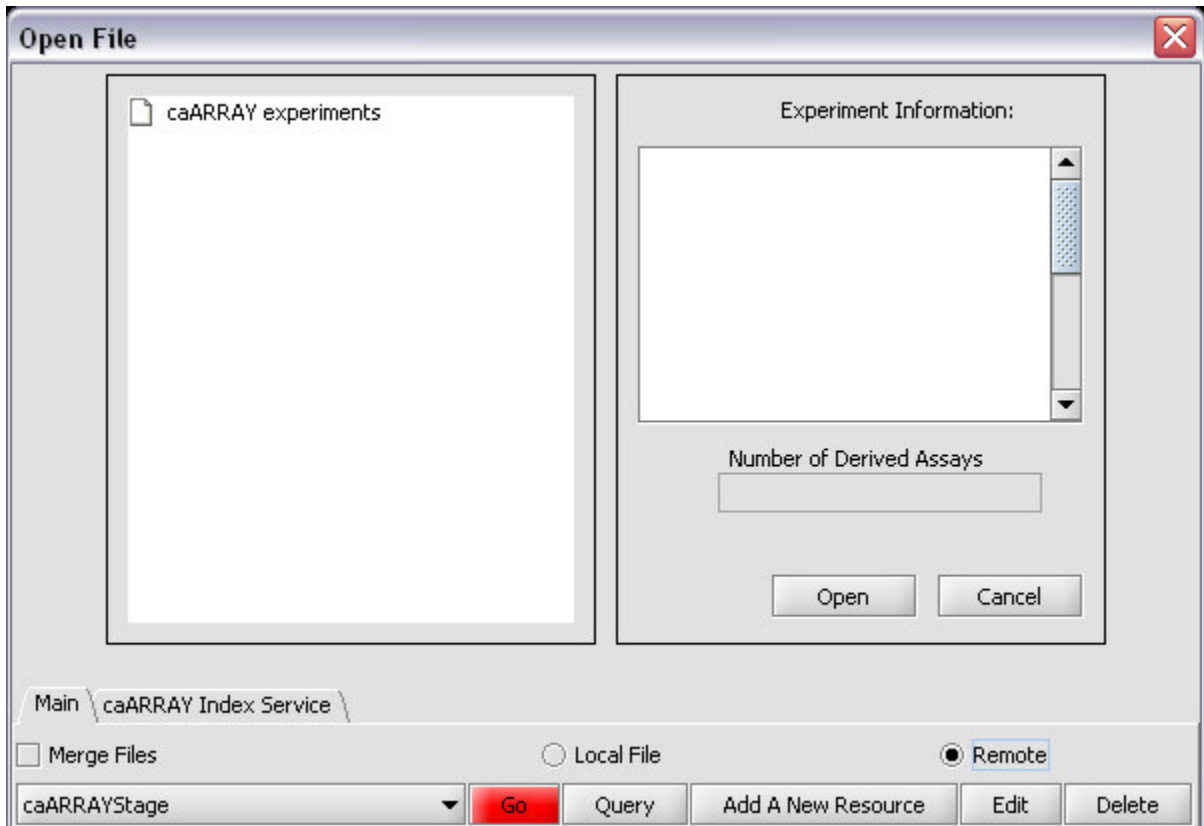 Open File
caARRAY experiments
Experiment Information:
Number of Derived Assays
Open Cancel
Main caARRAY Index Service
Merge Files Local File Remote
caARRAYStage Go Query Add A New Resource Edit Delete